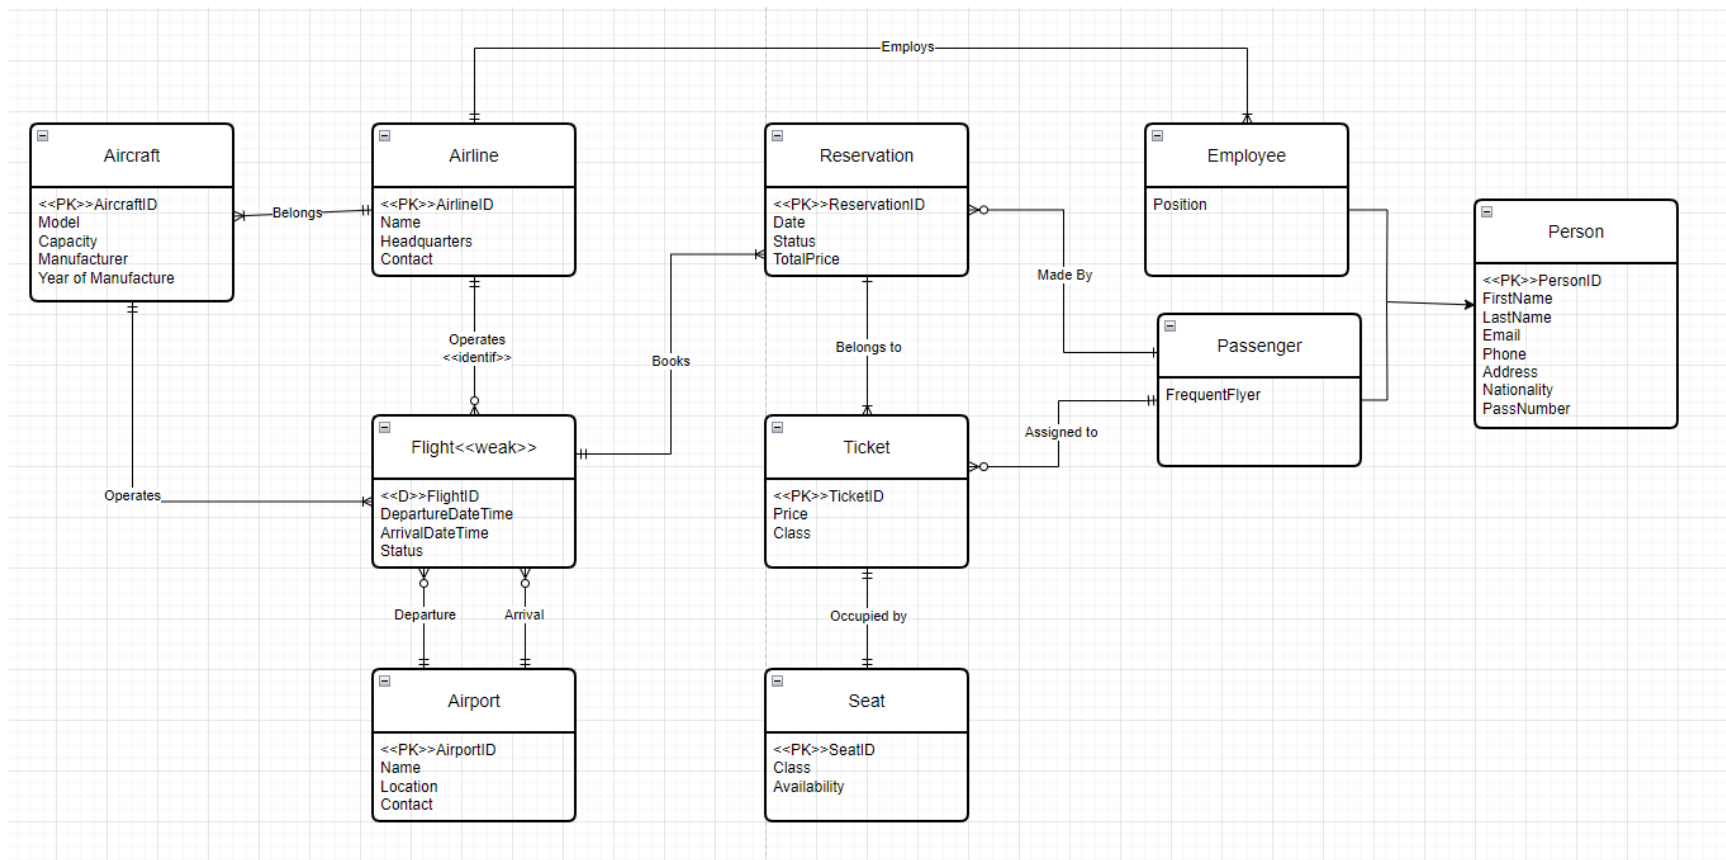 Employs
Aircraft
<<PK>>AircraftID
Model
Capacity
Manufacturer
Year of Manufacture
Belongs
Airline
<<PK>>AirlineID
Name
Headquarters
Contact
Reservation
<<PK>>ReservationID
Date
Status
TotalPrice
Employee
Position
Person
<<PK>>PersonID
FirstName
LastName
Email
Phone
Address
Nationality
PassNumber
Made By
Operates
<<identif>>
Books
Belongs to
Passenger
FrequentFlyer
Assigned to
Operates
Flight<<weak>>
<<D>>FlightID
DepartureDateTime
ArrivalDateTime
Status
Ticket
<<PK>>TicketID
Price
Class
Departure
Arrival
Occupied by
Airport
<<PK>>AirportID
Name
Location
Contact
Seat
<<PK>>SeatID
Class
Availability